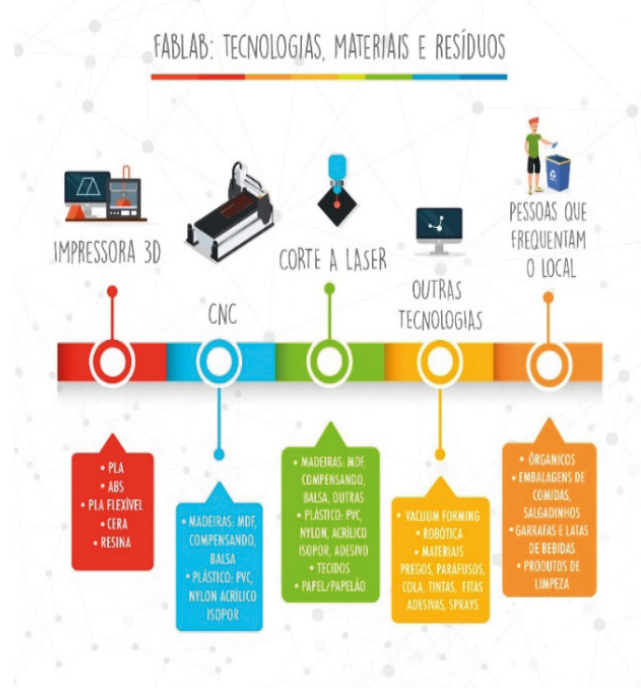 FABLAB: TECNOLOGIAS, MATERIAIS E RESÍDUOS
IMPRESSORA 3D
CNC
CORTE A LASER
OUTRAS
TECNOLOGIAS
PESSOAS QUE
FREQUENTAM
O LOCAL
• PLA
• ABS
• PLA FLEXÍVEL
• CERA
• RESINA
• MADEIRAS: MDF,
COMPENSANDO,
BALSA
• PLÁSTICO: PVC,
NYLON ACRÍLICO
ISOPOR
• MADEIRAS: MDF,
COMPENSANDO,
BALSA, OUTRAS
• PLÁSTICO: PVC,
NYLON, ACRÍLICO
ISOPOR, ADESIVO
• TECIDOS
• PAPEL/PAPELÃO
• VACUUM FORMING
• ROBÓTICA
• MATERIAIS
PREGOS, PARAFUSOS,
COLA, TINTAS, FITAS
ADESIVAS, SPRAYS
• ÓRGANICOS
• EMBALAGENS DE
COMIDAS,
SALGADINHOS
• GARRAFAS E LATAS
DE BEBIDAS
• PRODUTOS DE
LIMPEZA